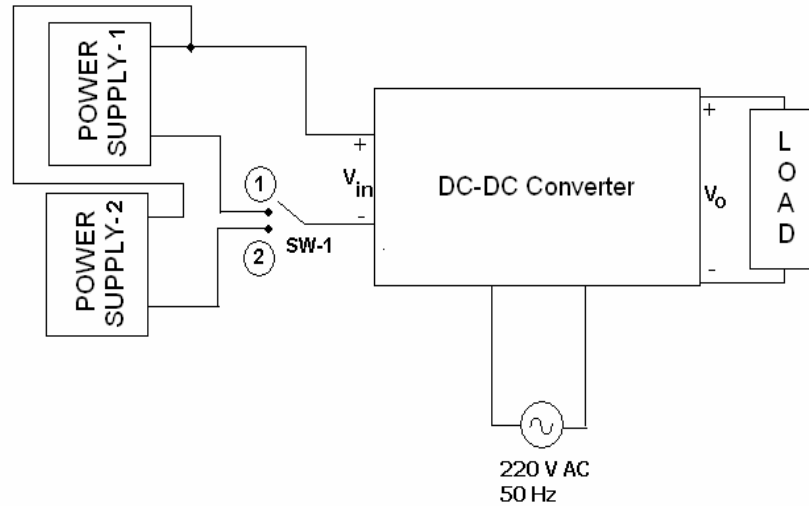 POWER
SUPPLY-1
POWER
SUPPLY-2
1
2
SW-1
+
Vin
-
DC-DC Converter
+
Vo
-
LOAD
220 V AC
50 Hz